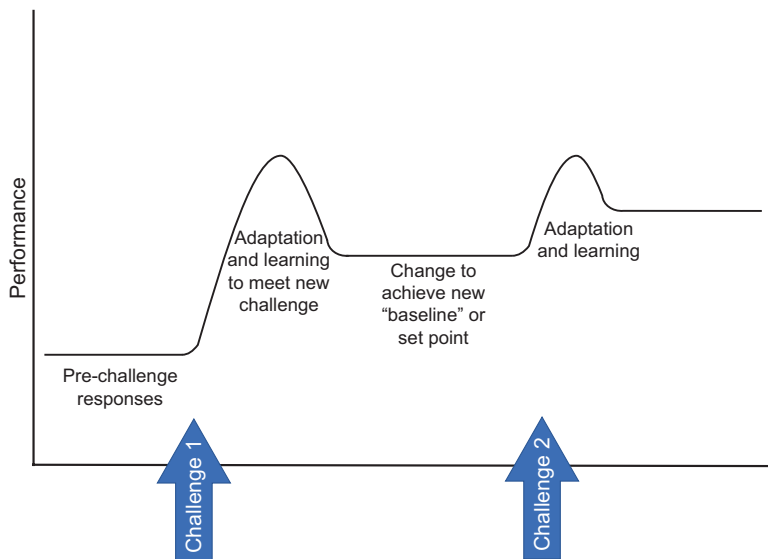 Performance
Pre-challenge
responses
Challenge 1
Adaptation
and learning
to meet new
challenge
Change to
achieve new
“baseline” or
set point
Challenge 2
Adaptation
and learning